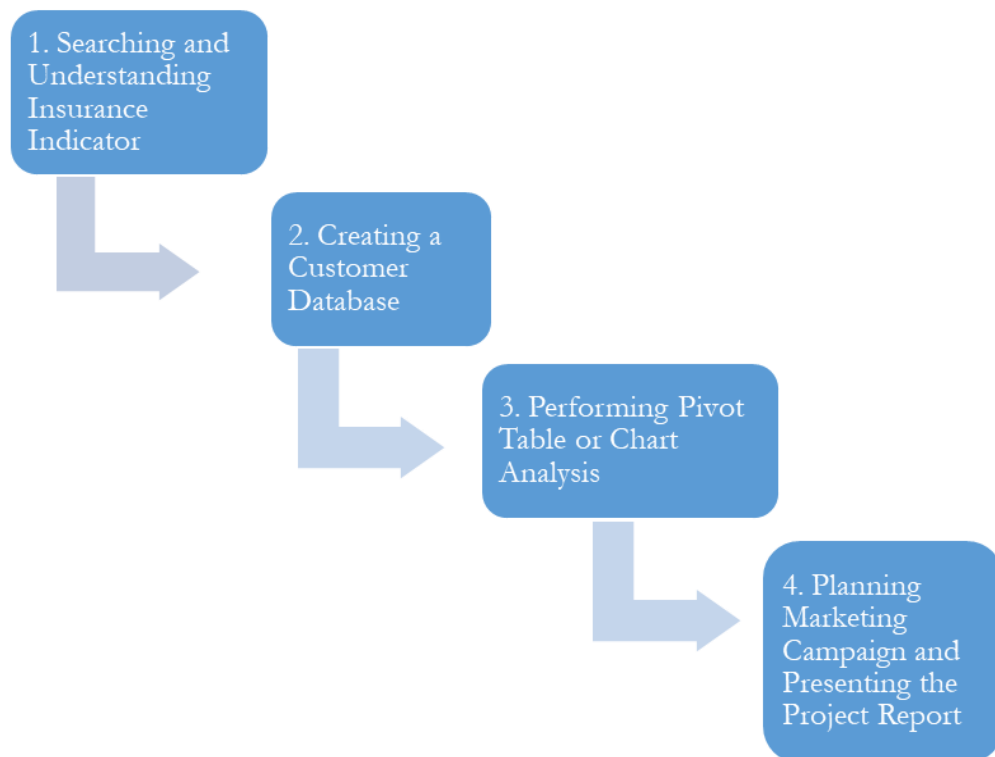 1. Searching and
Understanding
Insurance
Indicator
2. Creating a
Customer
Database
3. Performing Pivot
Table or Chart
Analysis
4. Planning
Marketing
Campaign and
Presenting the
Project Report